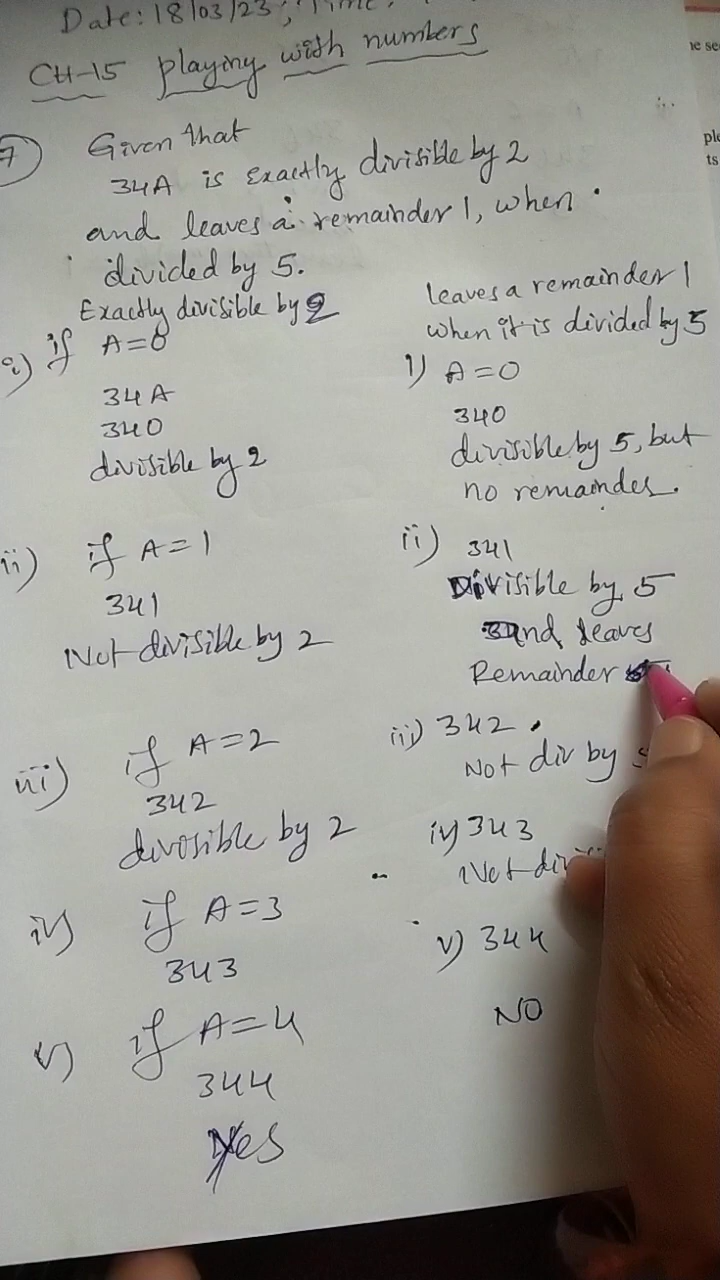 Date: 18/03/23, Time,
CH-15 playing with numbers
7 Given that
34A is Exactly divisible by 2
and leaves a remainder 1, when
divided by 5.
Exactly divisible by 2
i) if A=0
34A
340
divisible by 2
ii) if A=1
341
Not divisible by 2
iii) if A=2
342
divosible by 2
iv) if A=3
343
v) if A=4
344
Yes
leaves a remainder 1
when it is divided by 5
1) A=0
340
divisible by 5, but
no remainder.
ii) 341
Divisible by 5
and leaves
Remainder
iii) 342.
Not div by 5
iv) 343
Not
v) 344
NO